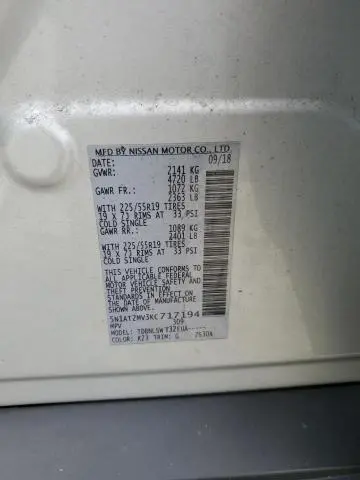 MFD BY NISSAN MOTOR CO., LTD
DATE: 09/18
GVWR: 2141 KG
4720 LB
GAWR FR: 1072 KG
2363 LB
WITH 225/55R19 TIRES
19 X 7J RIMS AT 33 PSI
COLD SINGLE
GAWR RR: 1089 KG
2401 LB
WITH 225/55R19 TIRES
19 X 7J RIMS AT 33 PSI
COLD SINGLE
THIS VEHICLE CONFORMS TO
ALL APPLICABLE FEDERAL
MOTOR VEHICLE SAFETY
STANDARDS IN EFFECT ON
THE DATE OF MANUFACTURE
SHOWN ABOVE
5N1AT2MV3KC717194
MPV 309
MODEL:
COLOR: K23 TRIM: G 7530A